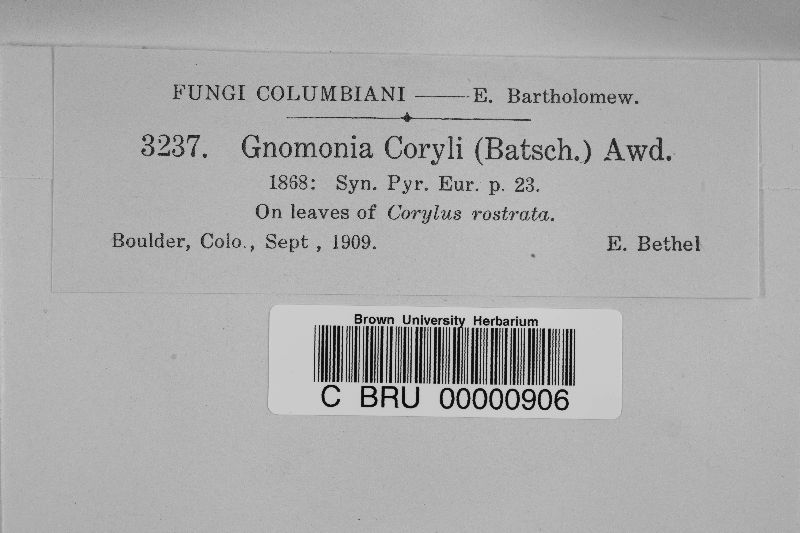 FUNGI COLUMBIANI —— E. Bartholomew.
3237. Gnomonia Coryli (Batsch.) Awd.
1868: Syn. Pyr. Eur. p. 23.
On leaves of Corylus rostrata.
Boulder, Colo., Sept , 1909. E. Bethel
Brown University Herbarium
C BRU 00000906